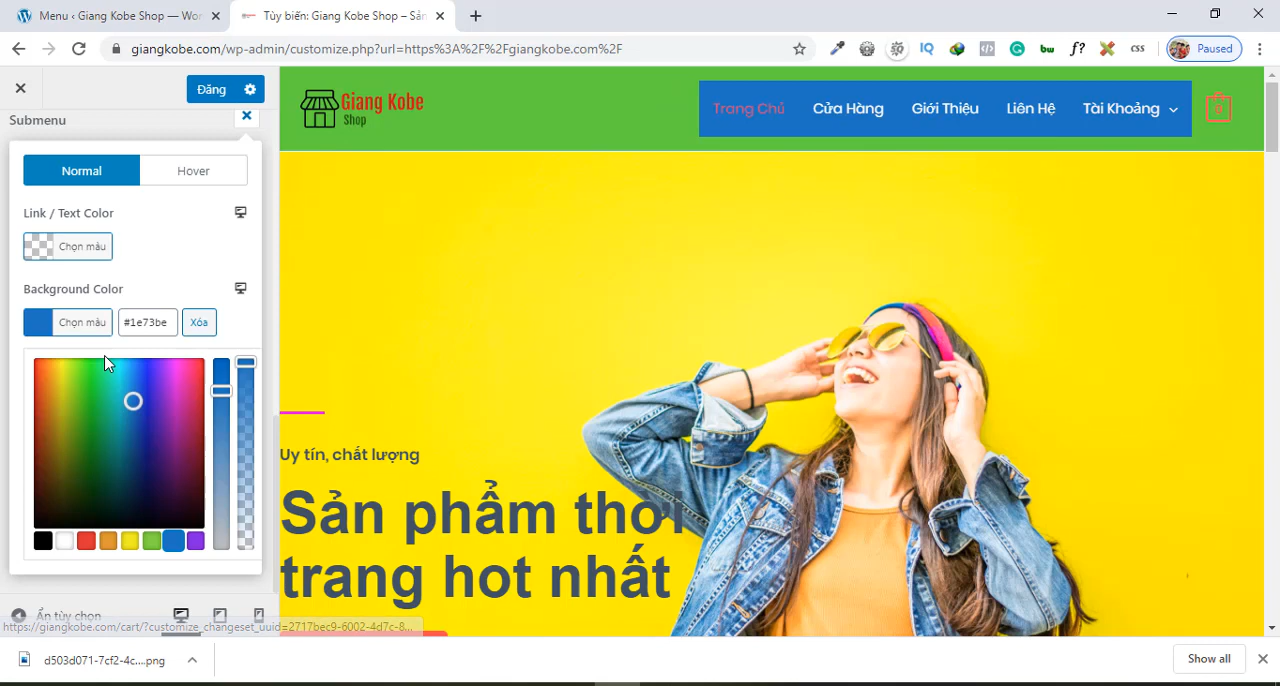 Menu ‹ Giang Kobe Shop — Wor
Tùy biến: Giang Kobe Shop – Sản
giangkobe.com/wp-admin/customize.php?url=https%3A%2F%2Fgiangkobe.com%2F
IQ
bw
f?
CSS
Paused
Đăng
Submenu
Normal
Hover
Link / Text Color
Chọn màu
Background Color
Chọn màu
#1e73be
Xóa
Ẩn tùy chọn
Giang Kobe
Shop
Trang Chủ
Cửa Hàng
Giới Thiệu
Liên Hệ
Tài Khoảng
Uy tín, chất lượng
Sản phẩm thời
trang hot nhất
https://giangkobe.com/cart/?customize_changeset_uuid=2717bec9-6002-4d7c-8...
d503d071-7cf2-4c....png
Show all